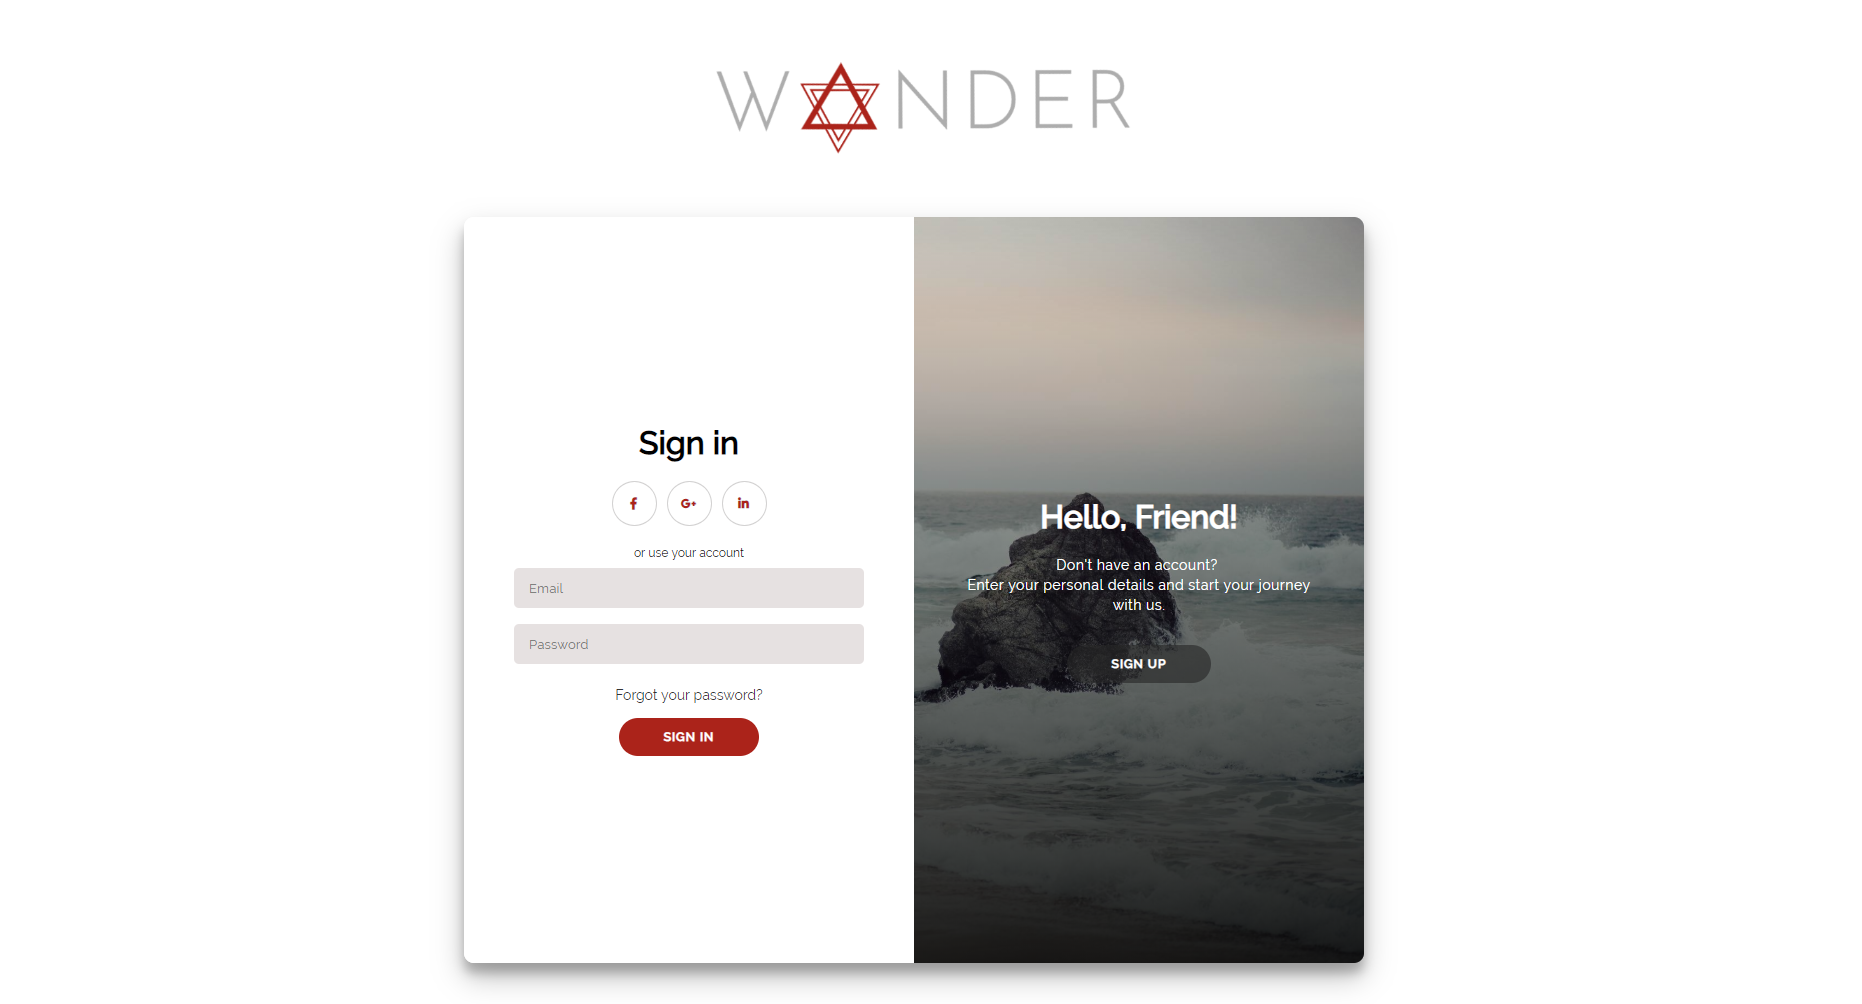 WANDER
Sign in
f G+ in
or use your account
Email
Password
Forgot your password?
SIGN IN
Hello, Friend!
Don't have an account?
Enter your personal details and start your journey
with us.
SIGN UP